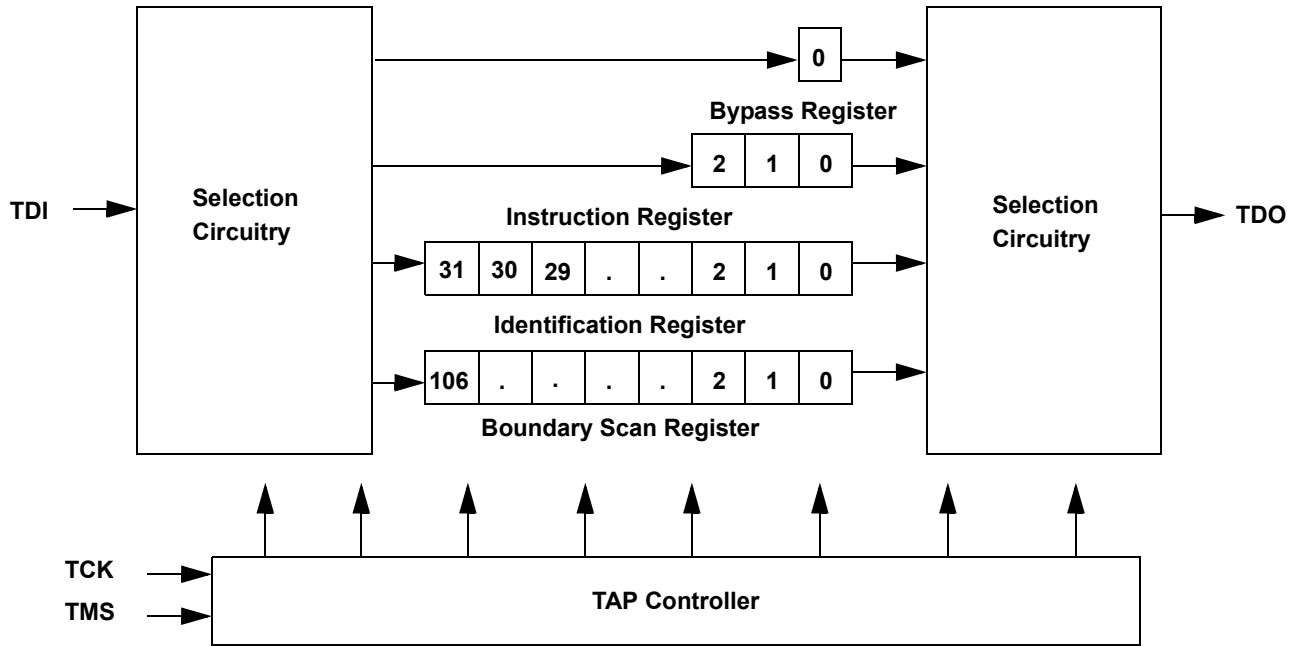 0
Bypass Register
2 1 0
TDI
Selection
Circuitry
Selection
Circuitry
TDO
Instruction Register
31 30 29 . . 2 1 0
Identification Register
106 . . . . 2 1 0
Boundary Scan Register
TCK
TMS
TAP Controller